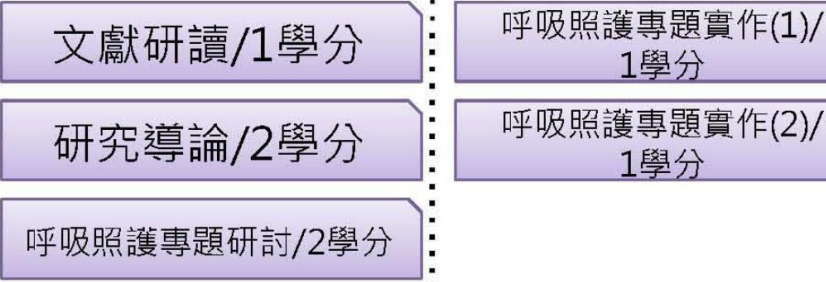 文獻研讀/1學分
研究導論/2學分
呼吸照護專題研討/2學分
呼吸照護專題實作(1)/
1學分
呼吸照護專題實作(2)/
1學分